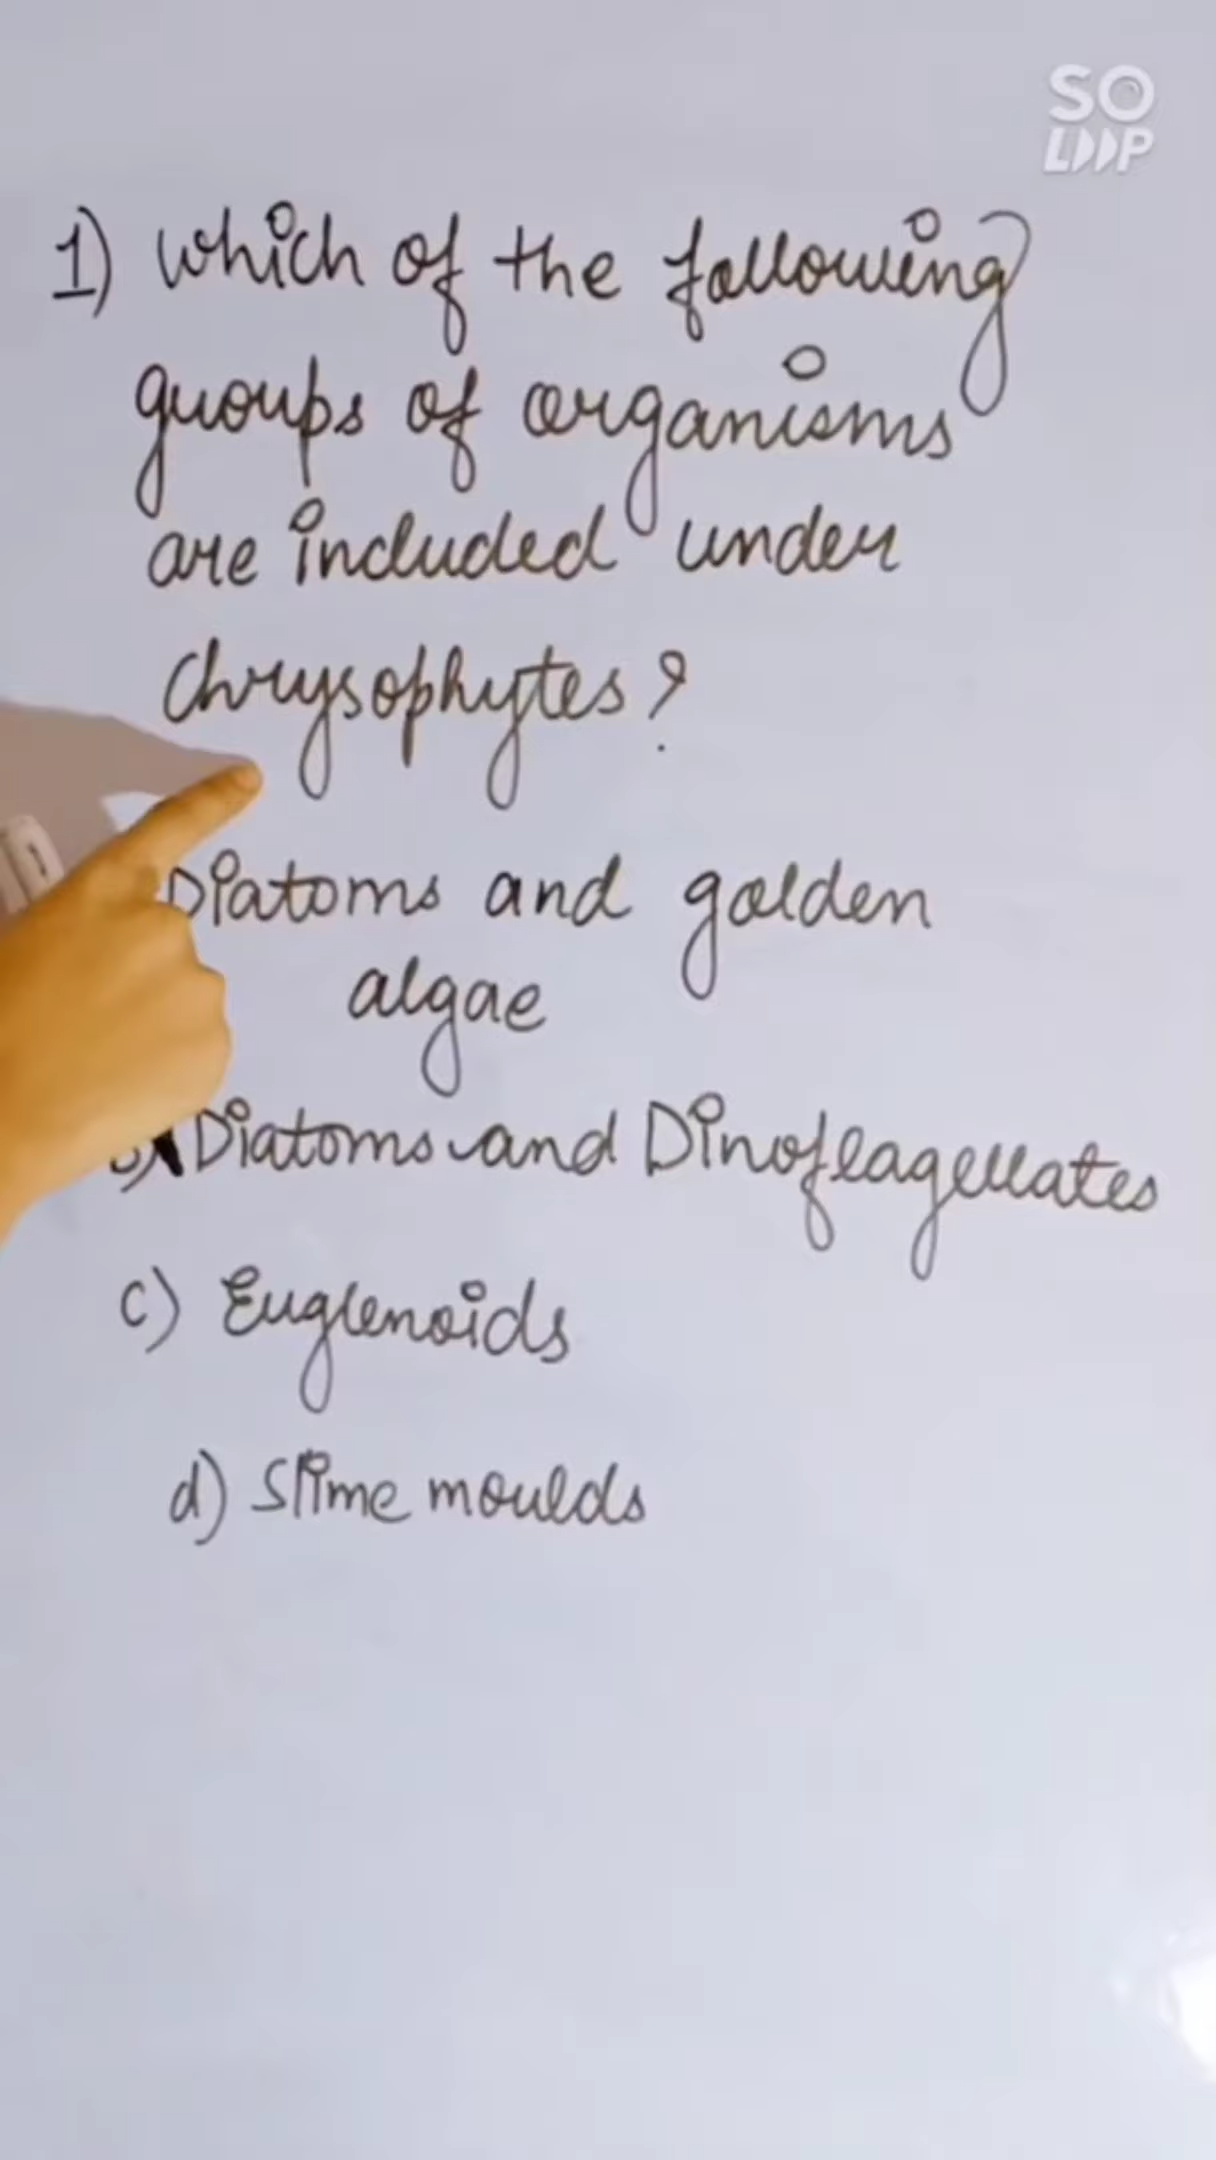 SO
LOOP
1) Which of the following
groups of organisms
are included under
Chrysophytes?
Diatoms and golden
algae
b) Diatoms and Dinoflagellates
c) Euglenoids
d) Slime moulds